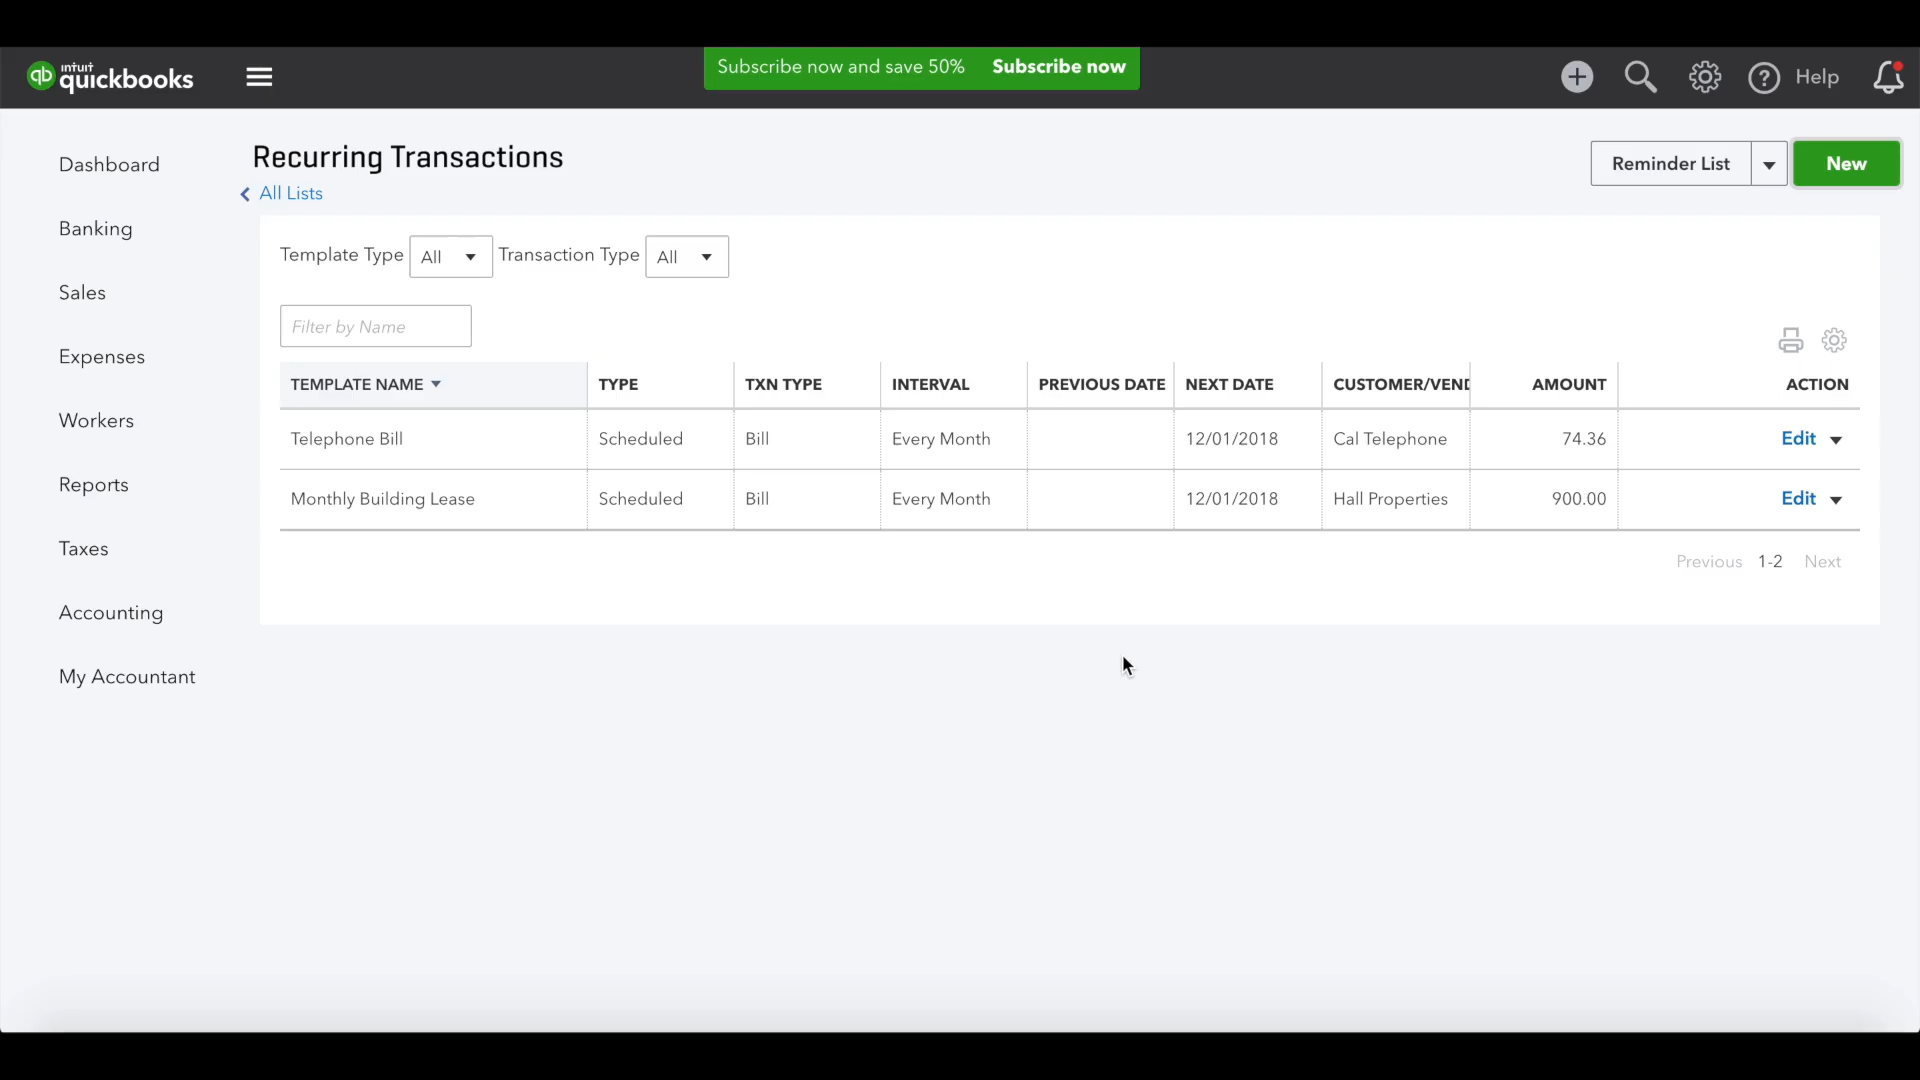 intuit
quickbooks
Subscribe now and save 50% Subscribe now
Help
Dashboard
Banking
Sales
Expenses
Workers
Reports
Taxes
Accounting
My Accountant
Recurring Transactions
All Lists
Reminder List
New
Template Type All Transaction Type All
Filter by Name
TEMPLATE NAME TYPE TXN TYPE INTERVAL PREVIOUS DATE NEXT DATE CUSTOMER/VEND AMOUNT ACTION
Telephone Bill Scheduled Bill Every Month 12/01/2018 Cal Telephone 74.36 Edit
Monthly Building Lease Scheduled Bill Every Month 12/01/2018 Hall Properties 900.00 Edit
Previous 1-2 Next